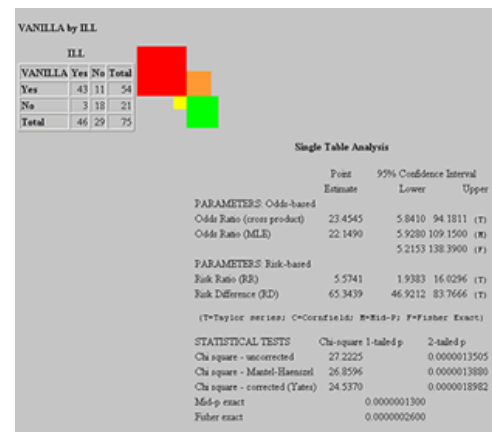 VANILLA by ILL
ILL
VANILLA Yes No Total
Yes 43 11 54
No 3 18 21
Total 46 29 75
Single Table Analysis
Point 95% Confidence Interval
Estimate Lower Upper
PARAMETERS: Odds-based
Odds Ratio (cross product) 23.4545 5.8410 94.1811 (T)
Odds Ratio (MLE) 22.1490 5.9280 109.1500 (M)
5.2153 138.3900 (F)
PARAMETERS: Risk-based
Risk Ratio (RR) 5.5741 1.9383 16.0296 (T)
Risk Difference (RD) 65.3439 46.9212 83.7666 (T)
(T=Taylor series; C=Cornfield; M=Mid-P; F=Fisher Exact)
STATISTICAL TESTS Chi-square 1-tailed p 2-tailed p
Chi square - uncorrected 27.2225 0.0000013505
Chi square - Mantel-Haenszel 26.8596 0.0000013880
Chi square - corrected (Yates) 24.5370 0.0000018982
Mid-p exact 0.0000001300
Fisher exact 0.0000002600